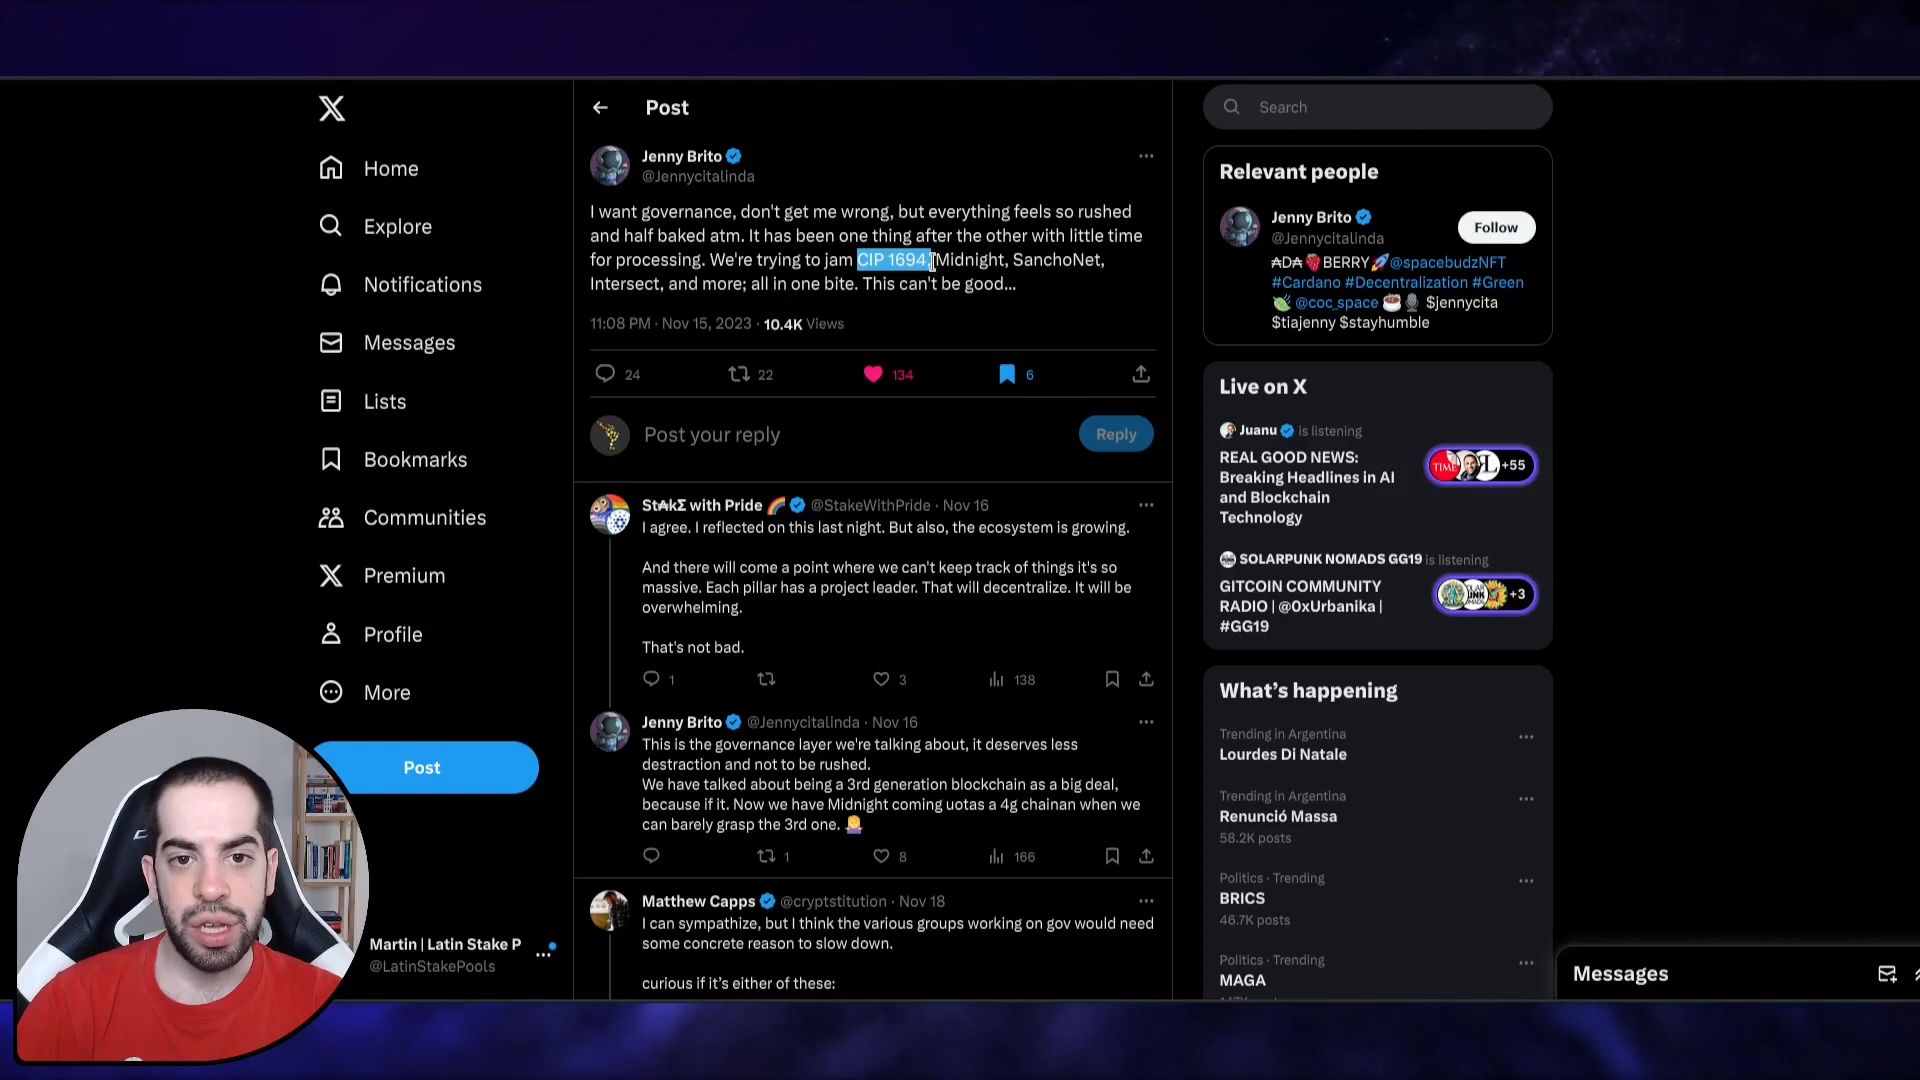 Home
Explore
Notifications
Messages
Lists
Bookmarks
Communities
Premium
Profile
More
Post
Martin | Latin Stake P
@LatinStakePools
Post
Jenny Brito
@Jennycitalinda
I want governance, don't get me wrong, but everything feels so rushed
and half baked atm. It has been one thing after the other with little time
for processing. We're trying to jam CIP 1694, Midnight, SanchoNet,
Intersect, and more; all in one bite. This can't be good...
11:08 PM · Nov 15, 2023 · 10.4K Views
24 22 134 6
Post your reply
Reply
St₳kΣ with Pride 🌈 @StakeWithPride · Nov 16
I agree. I reflected on this last night. But also, the ecosystem is growing.
And there will come a point where we can't keep track of things it's so
massive. Each pillar has a project leader. That will decentralize. It will be
overwhelming.
That's not bad.
1 3 138
Jenny Brito @Jennycitalinda · Nov 16
This is the governance layer we're talking about, it deserves less
destraction and not to be rushed.
We have talked about being a 3rd generation blockchain as a big deal,
because if it. Now we have Midnight coming uotas a 4g chainan when we
can barely grasp the 3rd one. 🤷‍♀️
1 8 166
Matthew Capps @cryptstitution · Nov 18
I can sympathize, but I think the various groups working on gov would need
some concrete reason to slow down.
curious if it's either of these:
Search
Relevant people
Jenny Brito
@Jennycitalinda
Follow
₳D₳🍓BERRY🚀@spacebudzNFT
#Cardano #Decentralization #Green
🍃 @coc_space ☕🎙️ $jennycita
$tiajenny $stayhumble
Live on X
Juanu is listening
REAL GOOD NEWS:
Breaking Headlines in AI
and Blockchain
Technology
TIME
+55
SOLARPUNK NOMADS GG19 is listening
GITCOIN COMMUNITY
RADIO | @0xUrbanika |
#GG19
+3
What's happening
Trending in Argentina
Lourdes Di Natale
Trending in Argentina
Renunció Massa
58.2K posts
Politics · Trending
BRICS
46.7K posts
Politics · Trending
MAGA
Messages